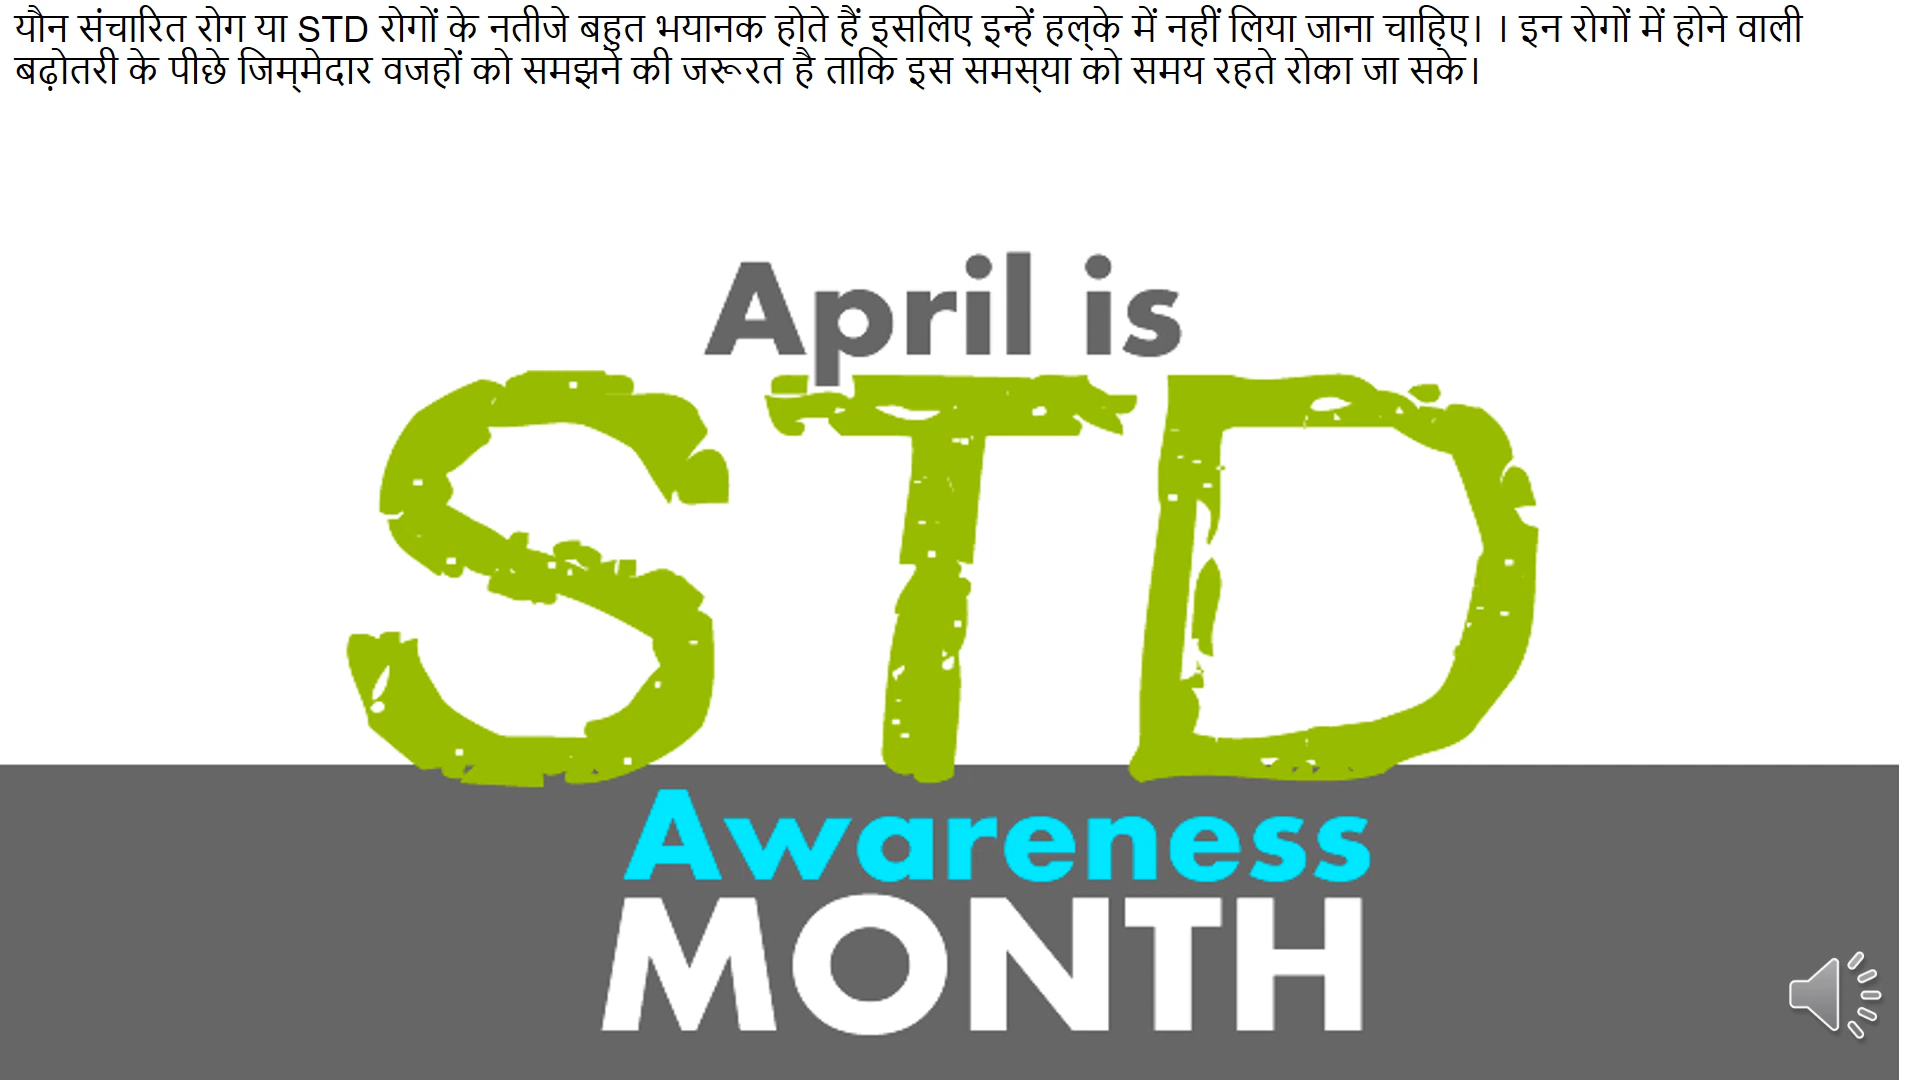 यौन संचारित रोग या STD रोगों के नतीजे बहुत भयानक होते हैं इसलिए इन्हें हल्के में नहीं लिया जाना चाहिए। । इन रोगों में होने वाली
बढ़ोतरी के पीछे जिम्मेदार वजहों को समझने की जरूरत है ताकि इस समस्या को समय रहते रोका जा सके।
April is
STD
Awareness
MONTH